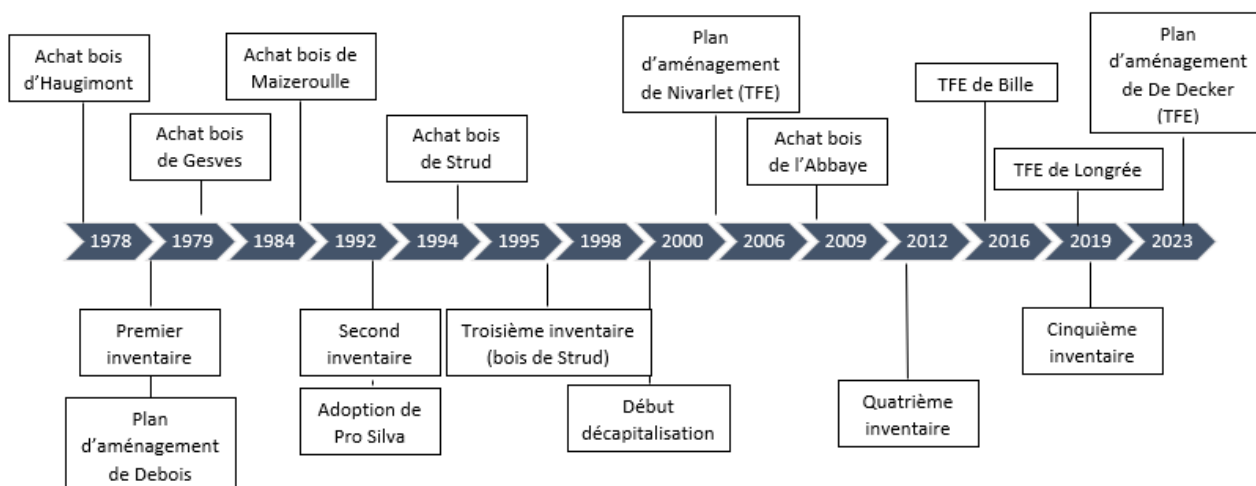 Achat bois
d’Haugimont
Achat bois de
Maizeroulle
Plan
d’aménagement
de Nivarlet (TFE)
Plan
d’aménagement
de De Decker
(TFE)
TFE de Bille
Achat bois
de Gesves
Achat bois
de Strud
Achat bois
de l’Abbaye
TFE de Longrée
1978 1979 1984 1992 1994 1995 1998 2000 2006 2009 2012 2016 2019 2023
Premier
inventaire
Second
inventaire
Troisième inventaire
(bois de Strud)
Cinquième
inventaire
Plan
d’aménagement
de Debois
Adoption de
Pro Silva
Début
décapitalisation
Quatrième
inventaire